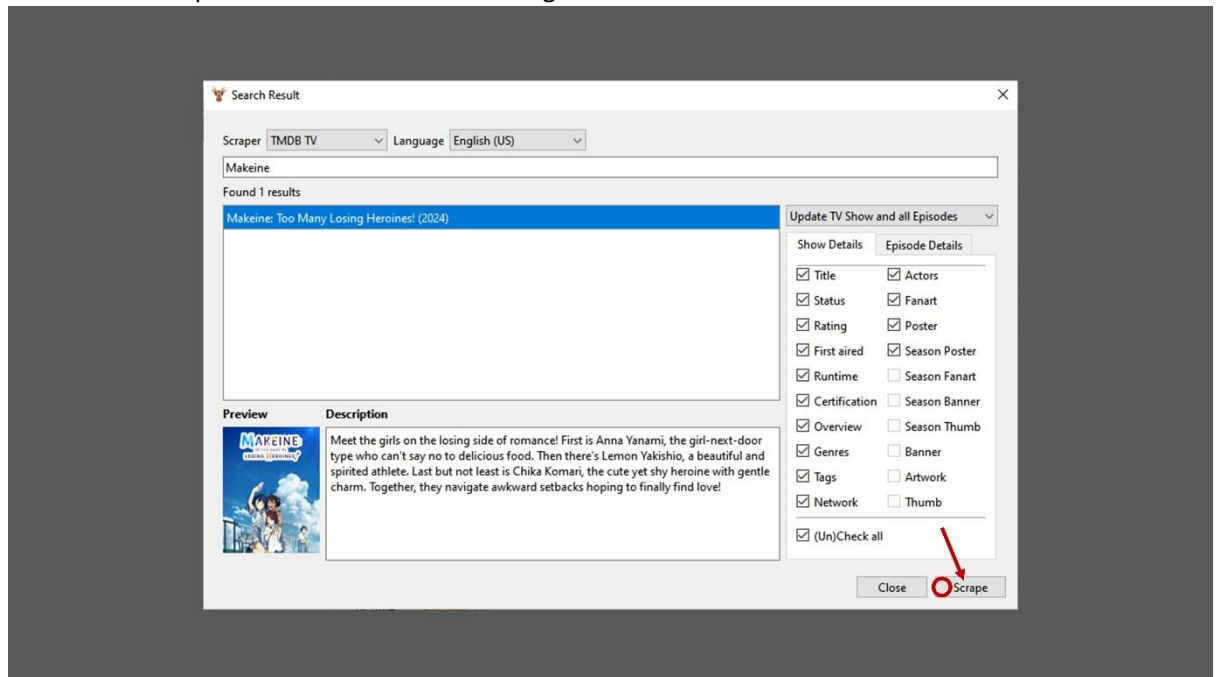 Search Result
Scraper TMDB TV Language English (US)
Makeine
Found 1 results
Makeine: Too Many Losing Heroines! (2024)
Update TV Show and all Episodes
Show Details Episode Details
Title Actors
Status Fanart
Rating Poster
First aired Season Poster
Runtime Season Fanart
Certification Season Banner
Overview Season Thumb
Genres Banner
Tags Artwork
Network Thumb
(Un)Check all
Preview Description
MAKEINE
LOSING HEROINES!
Meet the girls on the losing side of romance! First is Anna Yanami, the girl-next-door
type who can't say no to delicious food. Then there's Lemon Yakishio, a beautiful and
spirited athlete. Last but not least is Chika Komari, the cute yet shy heroine with gentle
charm. Together, they navigate awkward setbacks hoping to finally find love!
Close Scrape